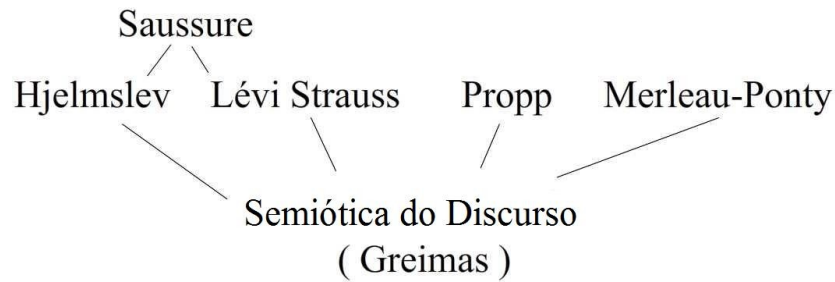 Saussure
Hjelmslev Lévi Strauss Propp Merleau-Ponty
Semiótica do Discurso
( Greimas )